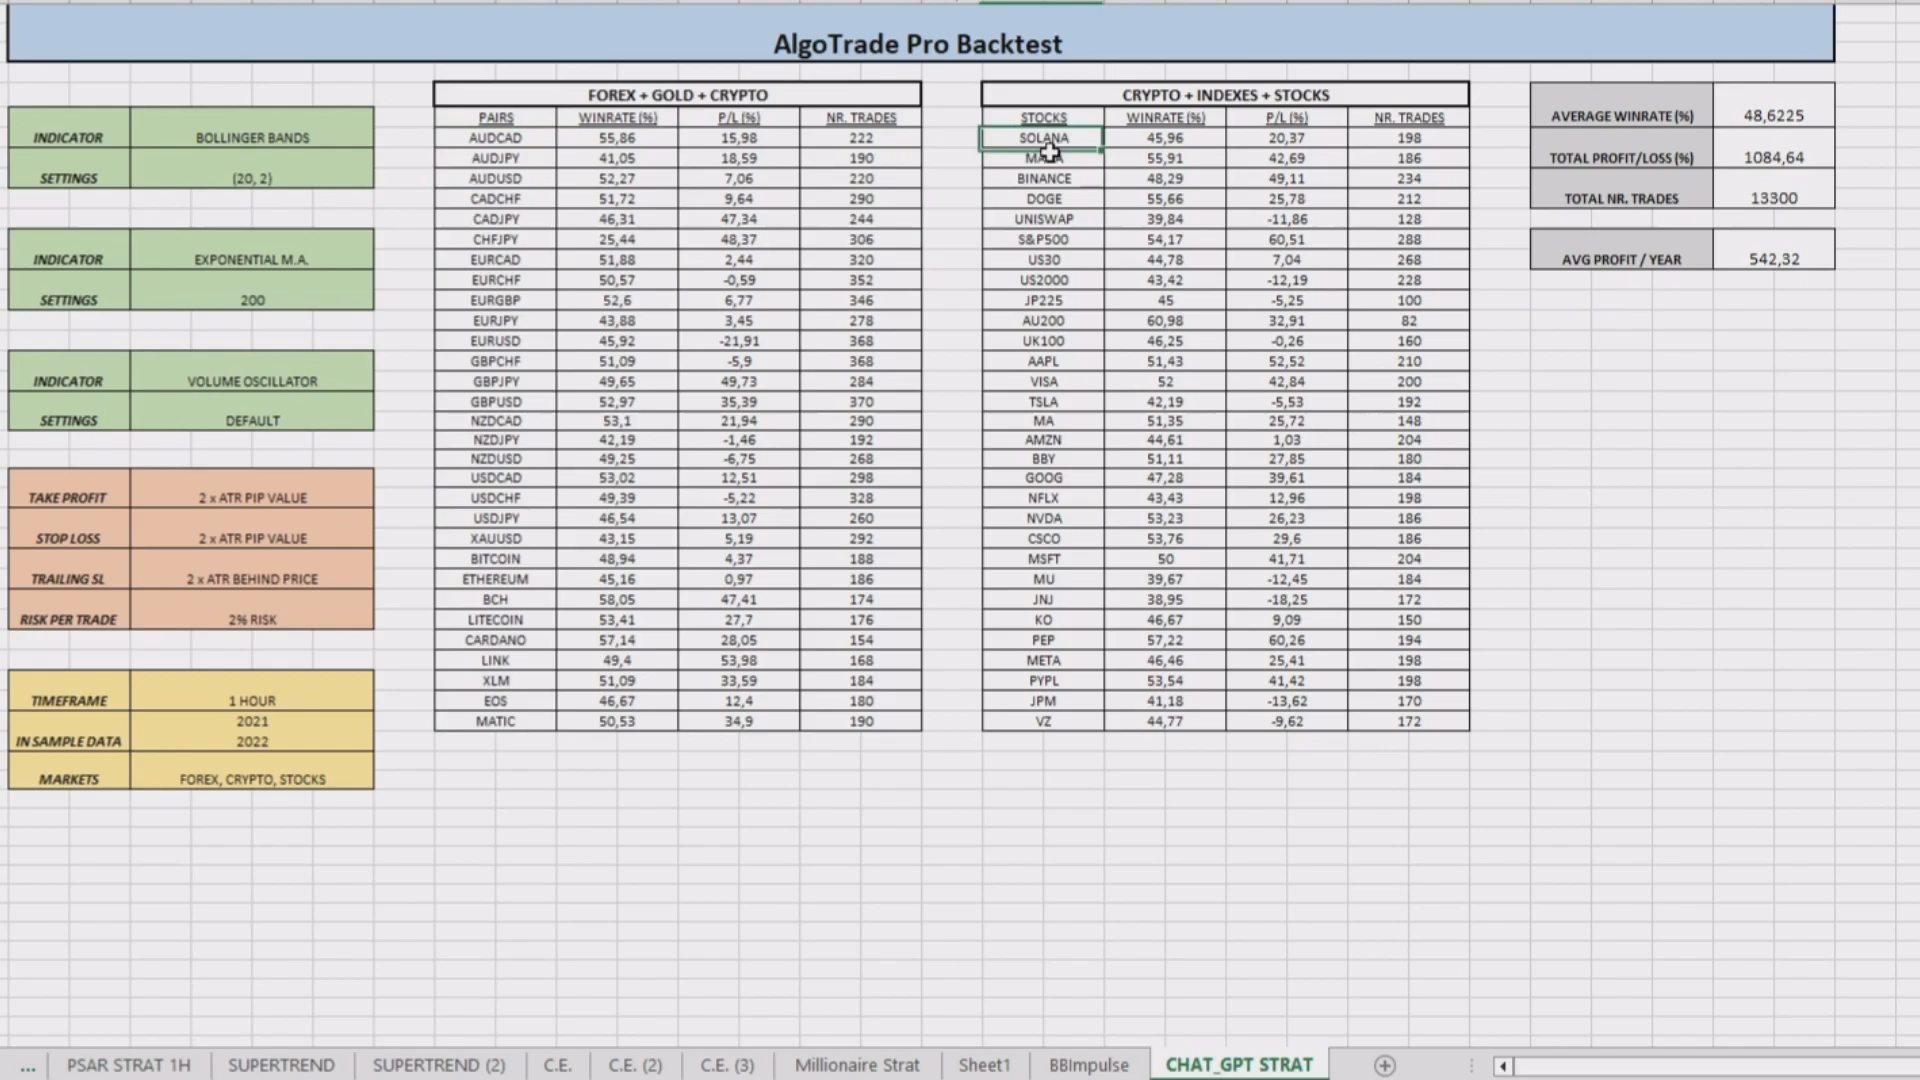 AlgoTrade Pro Backtest
INDICATOR BOLLINGER BANDS
SETTINGS (20, 2)
INDICATOR EXPONENTIAL M.A.
SETTINGS 200
INDICATOR VOLUME OSCILLATOR
SETTINGS DEFAULT
TAKE PROFIT 2 x ATR PIP VALUE
STOP LOSS 2 x ATR PIP VALUE
TRAILING SL 2 x ATR BEHIND PRICE
RISK PER TRADE 2% RISK
TIMEFRAME 1 HOUR
2021
IN SAMPLE DATA 2022
MARKETS FOREX, CRYPTO, STOCKS
FOREX + GOLD + CRYPTO
PAIRS WINRATE (%) P/L (%) NR. TRADES
AUDCAD 55,86 15,98 222
AUDJPY 41,05 18,59 190
AUDUSD 52,27 7,06 220
CADCHF 51,72 9,64 290
CADJPY 46,31 47,34 244
CHFJPY 25,44 48,37 306
EURCAD 51,88 2,44 320
EURCHF 50,57 -0,59 352
EURGBP 52,6 6,77 346
EURJPY 43,88 3,45 278
EURUSD 45,92 -21,91 368
GBPCHF 51,09 -5,9 368
GBPJPY 49,65 49,73 284
GBPUSD 52,97 35,39 370
NZDCAD 53,1 21,94 290
NZDJPY 42,19 -1,46 192
NZDUSD 49,25 -6,75 268
USDCAD 53,02 12,51 298
USDCHF 49,39 -5,22 328
USDJPY 46,54 13,07 260
XAUUSD 43,15 5,19 292
BITCOIN 48,94 4,37 188
ETHEREUM 45,16 0,97 186
BCH 58,05 47,41 174
LITECOIN 53,41 27,7 176
CARDANO 57,14 28,05 154
LINK 49,4 53,98 168
XLM 51,09 33,59 184
EOS 46,67 12,4 180
MATIC 50,53 34,9 190
CRYPTO + INDEXES + STOCKS
STOCKS WINRATE (%) P/L (%) NR. TRADES
SOLANA 45,96 20,37 198
55,91 42,69 186
BINANCE 48,29 49,11 234
DOGE 55,66 25,78 212
UNISWAP 39,84 -11,86 128
S&P500 54,17 60,51 288
US30 44,78 7,04 268
US2000 43,42 -12,19 228
JP225 45 -5,25 100
AU200 60,98 32,91 82
UK100 46,25 -0,26 160
AAPL 51,43 52,52 210
VISA 52 42,84 200
TSLA 42,19 -5,53 192
MA 51,35 25,72 148
AMZN 44,61 1,03 204
BBY 51,11 27,85 180
GOOG 47,28 39,61 184
NFLX 43,43 12,96 198
NVDA 53,23 26,23 186
CSCO 53,76 29,6 186
MSFT 50 41,71 204
MU 39,67 -12,45 184
JNJ 38,95 -18,25 172
KO 46,67 9,09 150
PEP 57,22 60,26 194
META 46,46 25,41 198
PYPL 53,54 41,42 198
JPM 41,18 -13,62 170
VZ 44,77 -9,62 172
AVERAGE WINRATE (%) 48,6225
TOTAL PROFIT/LOSS (%) 1084,64
TOTAL NR. TRADES 13300
AVG PROFIT / YEAR 542,32
... PSAR STRAT 1H SUPERTREND SUPERTREND (2) C.E. C.E. (2) C.E. (3) Millionaire Strat Sheet1 BBImpulse CHAT_GPT STRAT